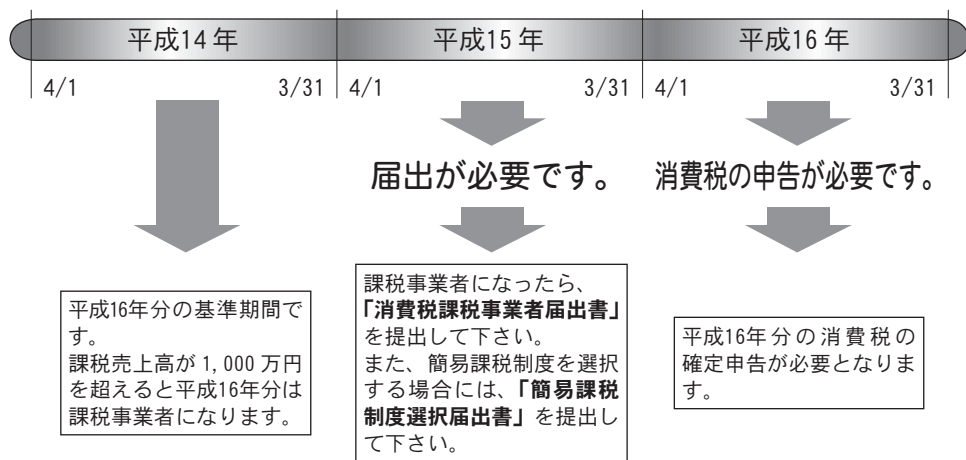 平成14年 平成15年 平成16年
4/1 3/31 4/1 3/31 4/1 3/31
届出が必要です。 消費税の申告が必要です。
平成16年分の基準期間で
す。
課税売上高が1,000万円
を超えると平成16年分は
課税事業者になります。
課税事業者になったら、
「消費税課税事業者届出書」
を提出して下さい。
また、簡易課税制度を選択
する場合には、「簡易課税
制度選択届出書」を提出し
て下さい。
平成16年分の消費税の
確定申告が必要となりま
す。